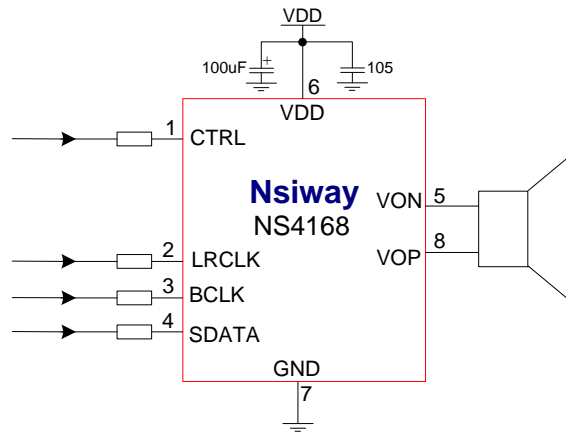 VDD
100uF
+
105
6
VDD
1
CTRL
Nsiway
NS4168
VON
5
2
LRCLK
VOP
8
3
BCLK
4
SDATA
GND
7